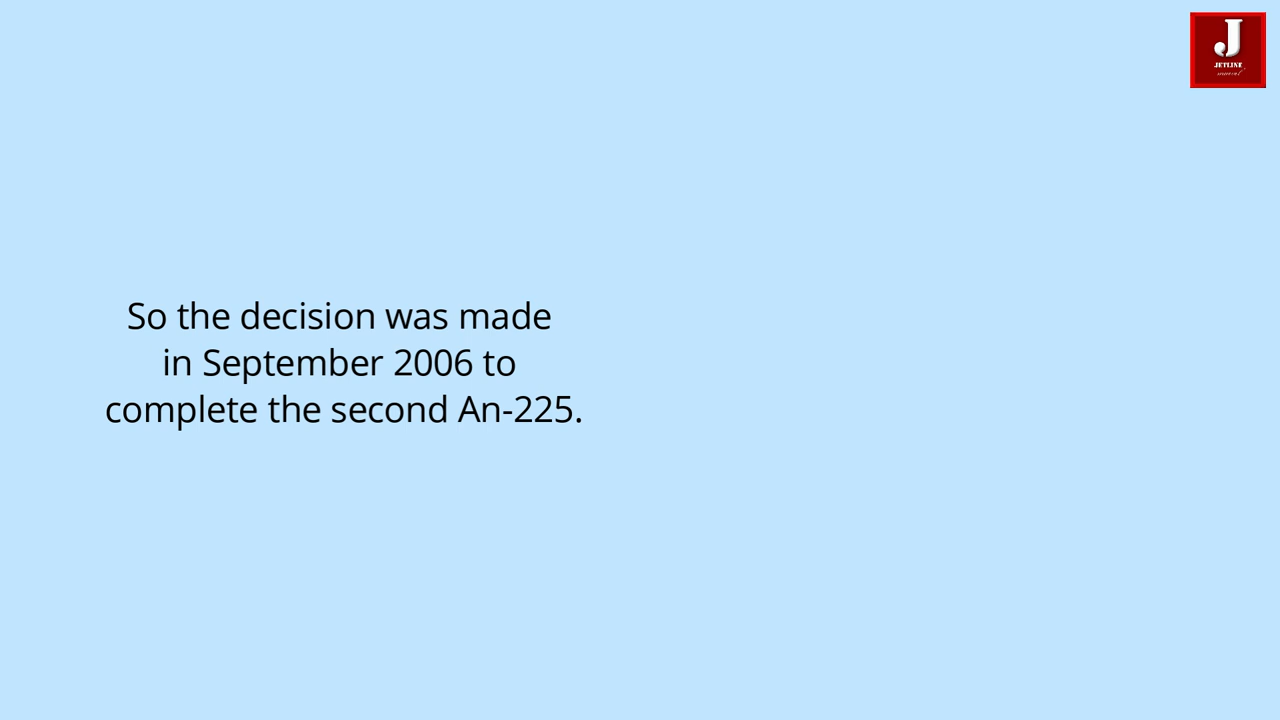 J
JETLINE
So the decision was made
in September 2006 to
complete the second An-225.